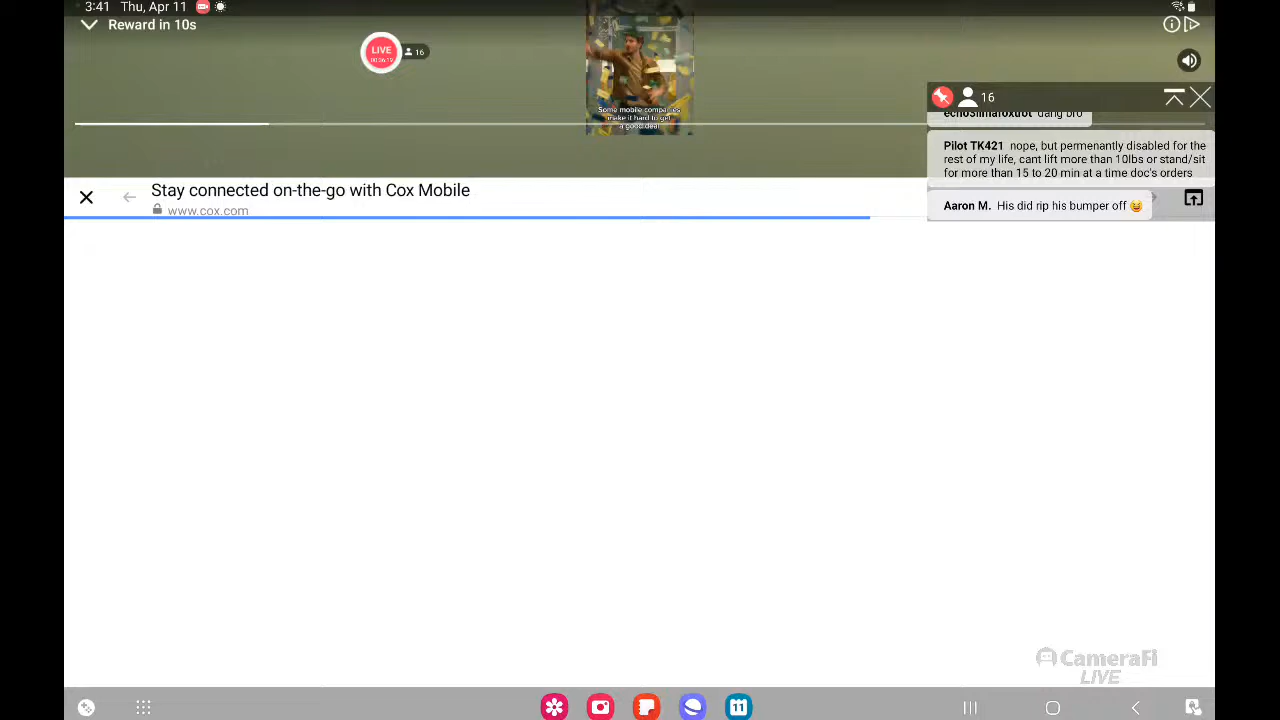 3:41 Thu, Apr 11
Reward in 10s
LIVE
16
Some mobile companies
make it hard to get
a good deal
16
echo3limafoxtrot dang bro
Pilot TK421 nope, but permenantly disabled for the
rest of my life, cant lift more than 10lbs or stand/sit
for more than 15 to 20 min at a time doc's orders
Stay connected on-the-go with Cox Mobile
www.cox.com
Aaron M. His did rip his bumper off
CameraFi
LIVE
11